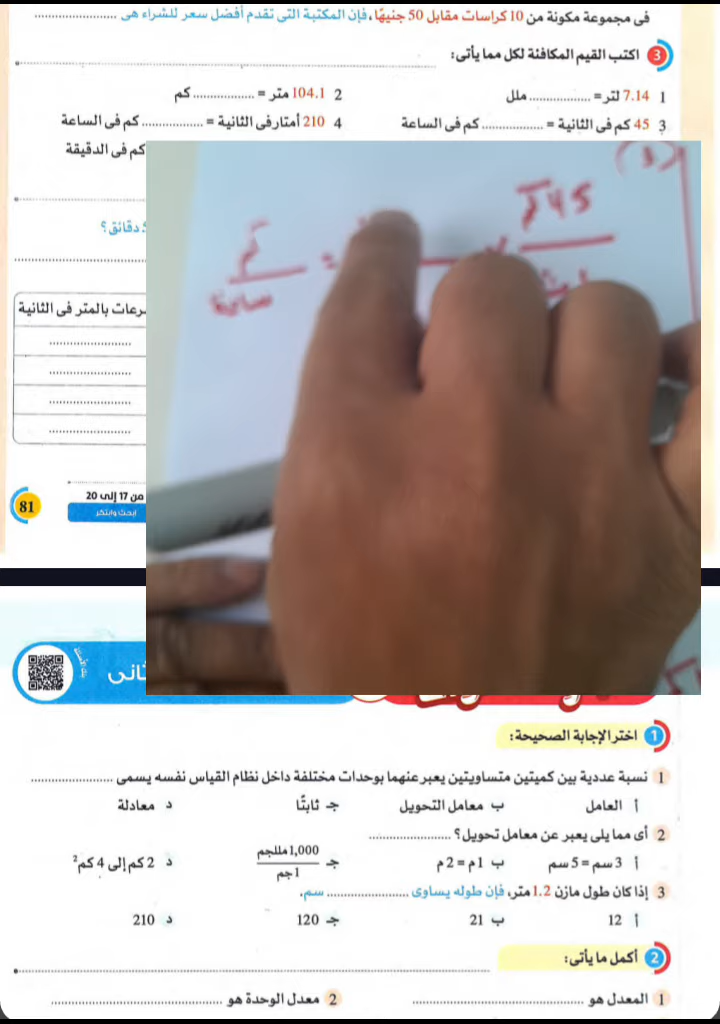 فى مجموعة مكونة من 10 كراسات مقابل 50 جنيهًا، فإن المكتبة التى تقدم أفضل سعر للشراء هى ....................
3 اكتب القيم المكافئة لكل مما يأتى:
1 7.14 لتر = .................. ملل
2 104.1 متر = .................. كم
3 45 كم فى الثانية = .................. كم فى الساعة
4 210 أمتار فى الثانية = .................. كم فى الساعة
كم فى الدقيقة
دقائق؟
رعات بالمتر فى الثانية
من 17 إلى 20
ابحث وابتكر
81
م 45
م = 
ساعة
1 اختر الإجابة الصحيحة:
1 نسبة عددية بين كميتين متساويتين يعبر عنهما بوحدات مختلفة داخل نظام القياس نفسه يسمى ....................
أ العامل ب معامل التحويل جـ ثابتًا د معادلة
2 أى مما يلى يعبر عن معامل تحويل؟ ....................
أ 3 سم = 5 سم ب 1 م = 2 م جـ 1,000 مللجم / 1 جم د 2 كم إلى 4 كم²
3 إذا كان طول مازن 1.2 متر، فإن طوله يساوى .................... سم.
أ 12 ب 21 جـ 120 د 210
2 أكمل ما يأتى:
1 المعدل هو ....................
2 معدل الوحدة هو ....................